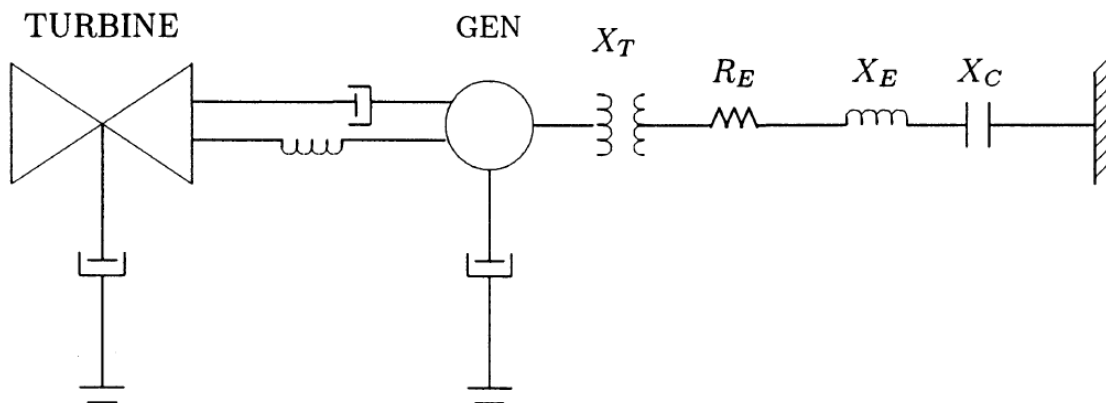 TURBINE
GEN
X_T
R_E
X_E
X_C